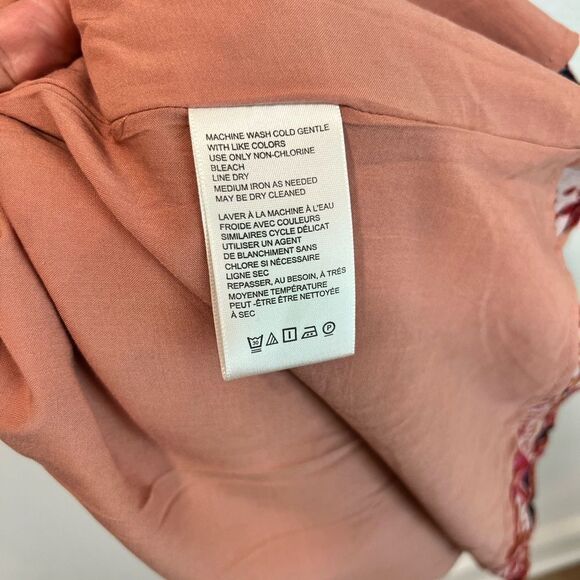 MACHINE WASH COLD GENTLE
WITH LIKE COLORS
USE ONLY NON-CHLORINE
BLEACH
LINE DRY
MEDIUM IRON AS NEEDED
MAY BE DRY CLEANED
LAVER À LA MACHINE À L'EAU
FROIDE AVEC COULEURS
SIMILAIRES CYCLE DÉLICAT
UTILISER UN AGENT
DE BLANCHIMENT SANS
CHLORE SI NÉCESSAIRE
LIGNE SEC
REPASSER, AU BESOIN, À TRÉS
MOYENNE TEMPÉRATURE
PEUT -ÊTRE ÊTRE NETTOYÉE
À SEC
30 P